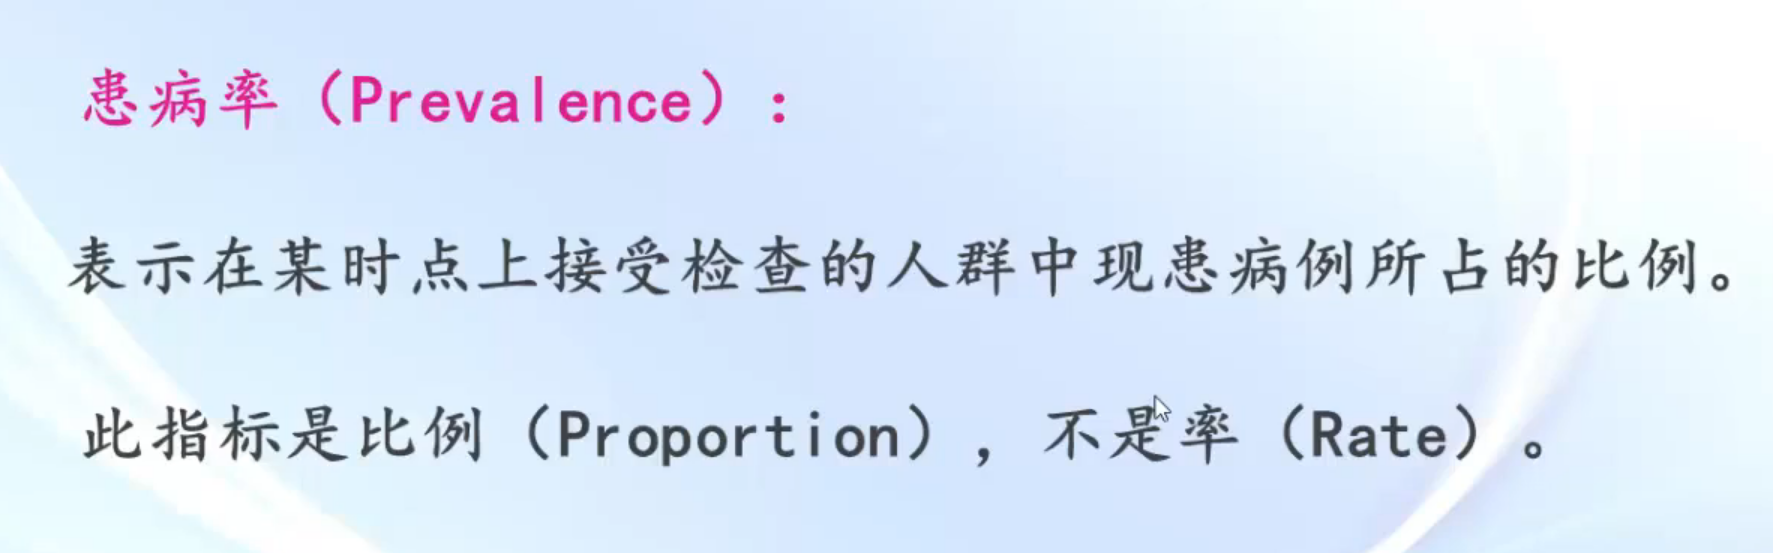 患病率（Prevalence）：
表示在某时点上接受检查的人群中现患病例所占的比例。
此指标是比例（Proportion），不是率（Rate）。